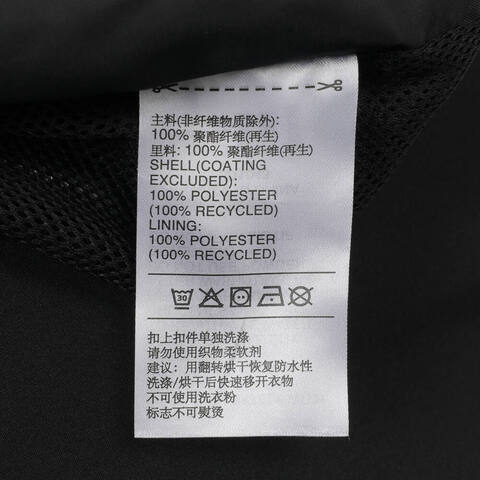 主料(非纤维物质除外):
100% 聚酯纤维(再生)
里料: 100% 聚酯纤维(再生)
SHELL(COATING
EXCLUDED):
100% POLYESTER
(100% RECYCLED)
LINING:
100% POLYESTER
(100% RECYCLED)
30
扣上扣件单独洗涤
请勿使用织物柔软剂
建议: 用翻转烘干恢复防水性
洗涤/烘干后快速移开衣物
不可使用洗衣粉
标志不可熨烫